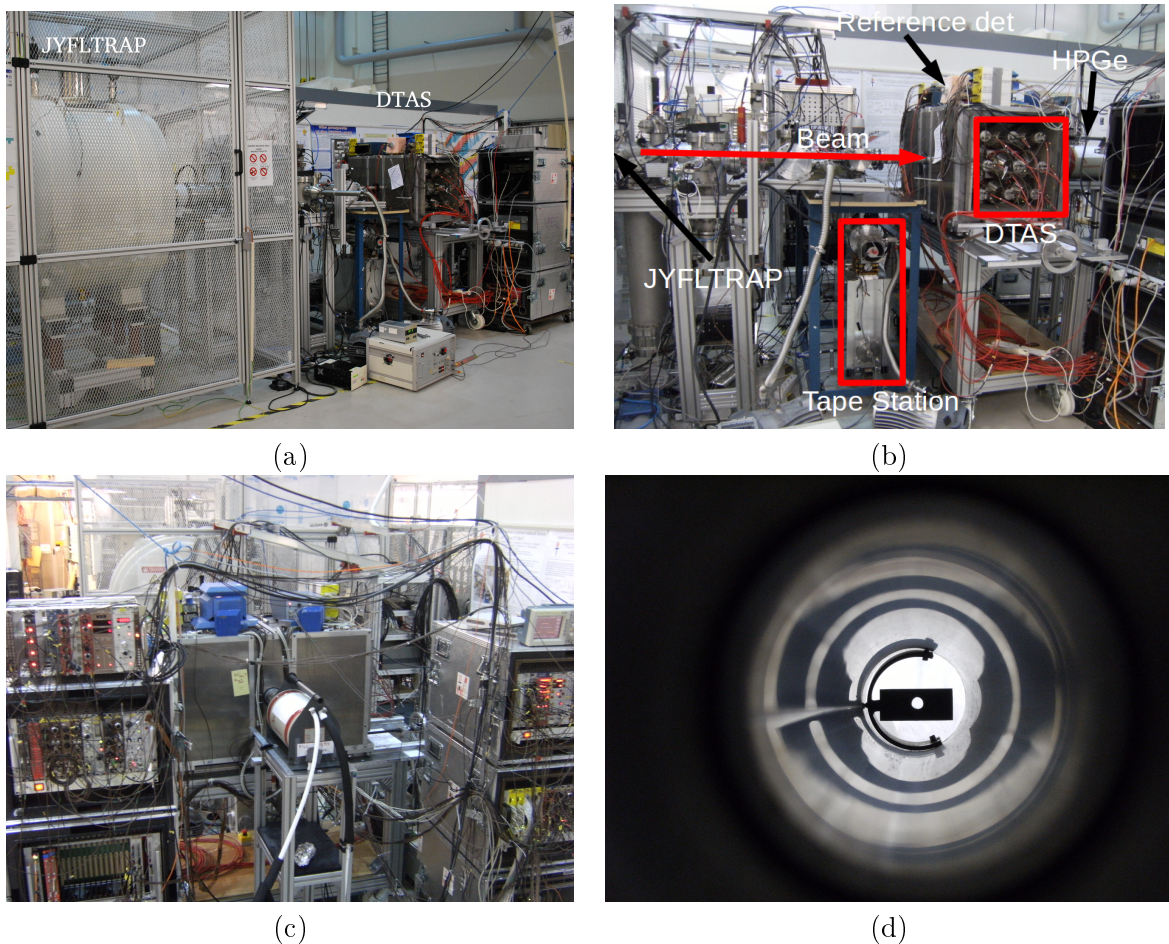 JYFLTRAP
DTAS
(a)
Reference det
HPGe
Beam
DTAS
JYFLTRAP
Tape Station
(b)
(c)
(d)